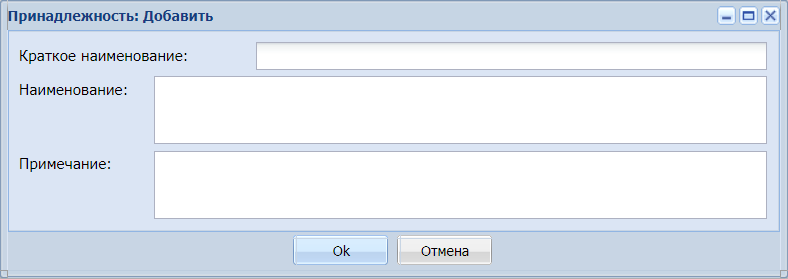 Принадлежность: Добавить
Краткое наименование:
Наименование:
Примечание:
Ok Отмена